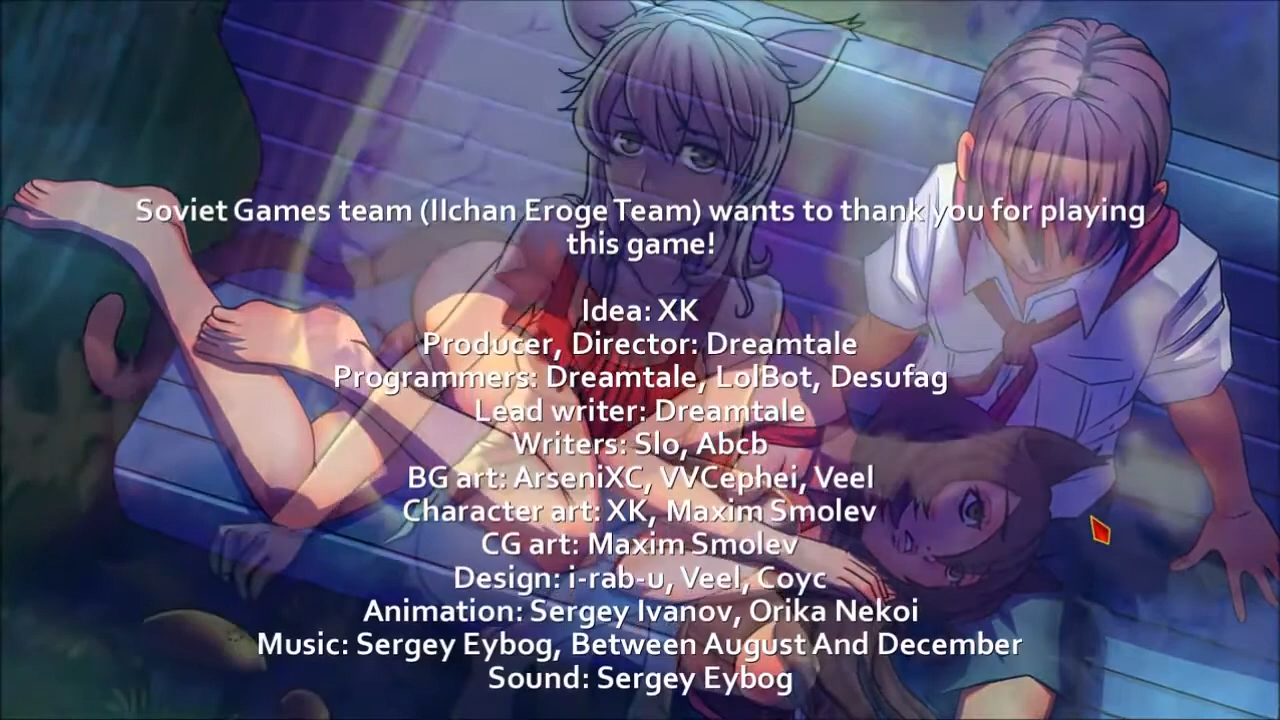 Soviet Games team (IIchan Eroge Team) wants to thank you for playing
this game!
Idea: XK
Producer, Director: Dreamtale
Programmers: Dreamtale, LolBot, Desufag
Lead writer: Dreamtale
Writers: Slo, Abcb
BG art: ArseniXC, VVCephei, Veel
Character art: XK, Maxim Smolev
CG art: Maxim Smolev
Design: i-rab-u, Veel, Coyc
Animation: Sergey Ivanov, Orika Nekoi
Music: Sergey Eybog, Between August And December
Sound: Sergey Eybog